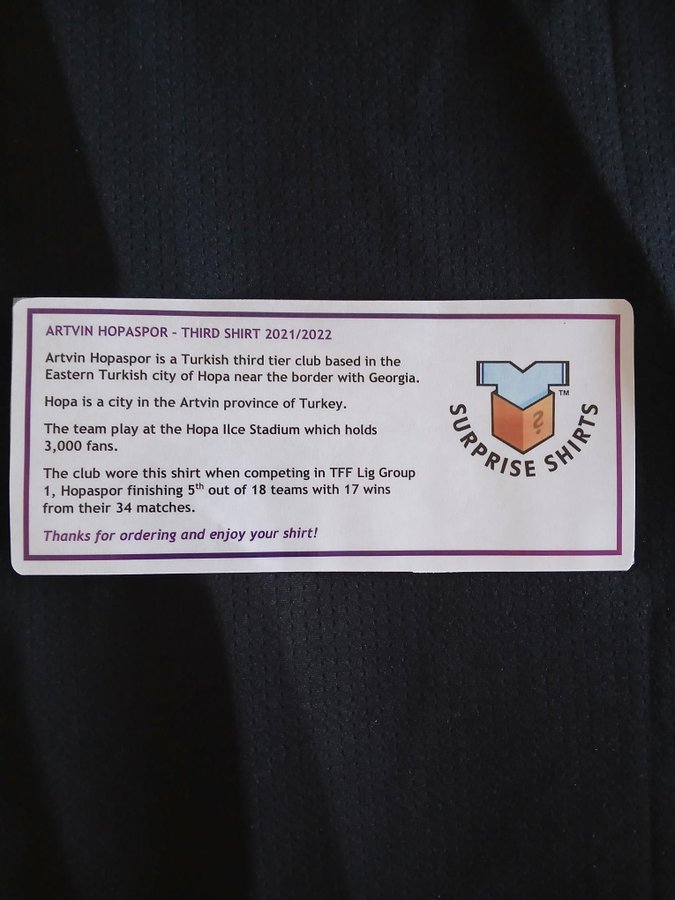 ARTVIN HOPASPOR - THIRD SHIRT 2021/2022
Artvin Hopaspor is a Turkish third tier club based in the
Eastern Turkish city of Hopa near the border with Georgia.
Hopa is a city in the Artvin province of Turkey.
The team play at the Hopa Ilce Stadium which holds
3,000 fans.
The club wore this shirt when competing in TFF Lig Group
1, Hopaspor finishing 5th out of 18 teams with 17 wins
from their 34 matches.
Thanks for ordering and enjoy your shirt!
?
TM
SURPRISE SHIRTS